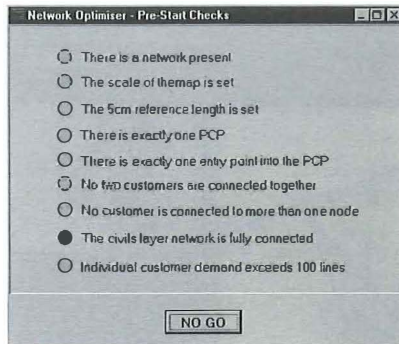 Network Optimiser - Pre-Start Checks
There is a network present
The scale of themap is set
The 5cm reference length is set
There is exactly one PCP
There is exactly one entry point into the PCP
No two customers are connected together
No customer is connected to more than one node
The civils layer network is fully connected
Individual customer demand exceeds 100 lines
NO GO